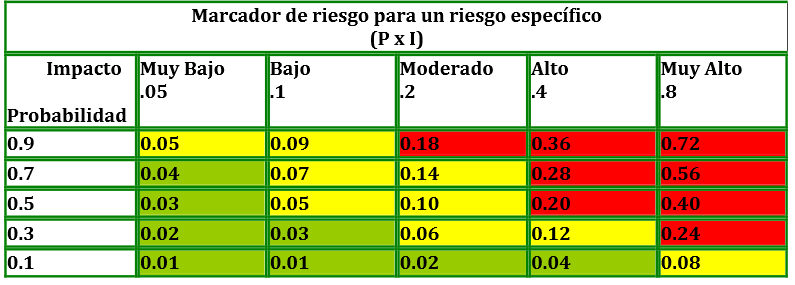 Marcador de riesgo para un riesgo específico
(P x I)
Impacto
Probabilidad
Muy Bajo
.05
Bajo
.1
Moderado
.2
Alto
.4
Muy Alto
.8
0.9 0.05 0.09 0.18 0.36 0.72
0.7 0.04 0.07 0.14 0.28 0.56
0.5 0.03 0.05 0.10 0.20 0.40
0.3 0.02 0.03 0.06 0.12 0.24
0.1 0.01 0.01 0.02 0.04 0.08